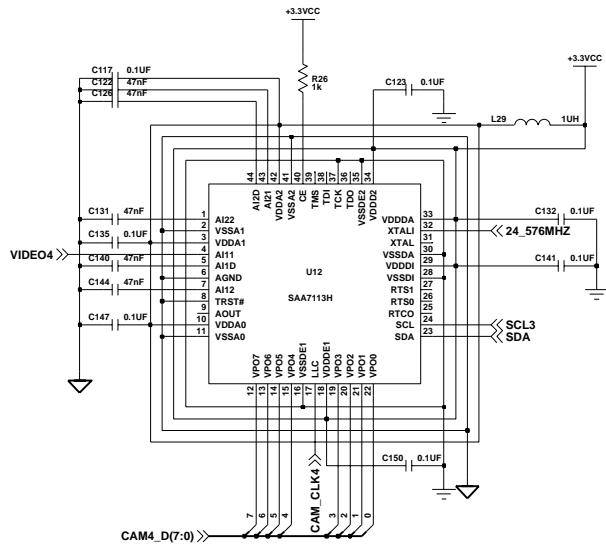 +3.3VCC
+3.3VCC
C117 0.1UF
C122 47nF
C126 47nF
R26
1k
C123 0.1UF
L29 1UH
44 43 42 41 40 39 38 37 36 35 34
AI2D AI21 VDDA2 VSSA2 CE TMS TDI TCK TDO VSSDE2 VDDD2
C131 47nF
C135 0.1UF
VIDEO4
C140 47nF
C144 47nF
C147 0.1UF
1 AI22
2 VSSA1
3 VDDA1
4 AI11
5 AI1D
6 AGND
7 AI12
8 TRST#
9 AOUT
10 VDDA0
11 VSSA0
U12
SAA7113H
VDDDA 33
XTALI 32
XTAL 31
VSSDA 30
VDDDI 29
VSSDI 28
RTS1 27
RTS0 26
RTCO 25
SCL 24
SDA 23
C132 0.1UF
24_576MHZ
C141 0.1UF
SCL3
SDA
VPO7 VPO6 VPO5 VPO4 VSSDE1 LLC VDDDE1 VPO3 VPO2 VPO1 VPO0
12 13 14 15 16 17 18 19 20 21 22
C150 0.1UF
CAM_CLK4
7 6 5 4 3 2 1 0
CAM4_D(7:0)